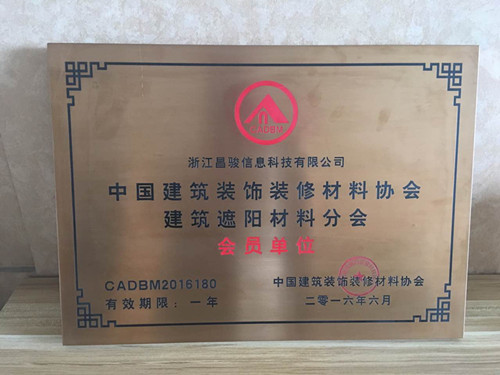 CADBM
浙江昌骏信息科技有限公司
中国建筑装饰装修材料协会
建筑遮阳材料分会
会员单位
CADBM2016180
有效期限：一年
中国建筑装饰装修材料协会
二零一六年六月